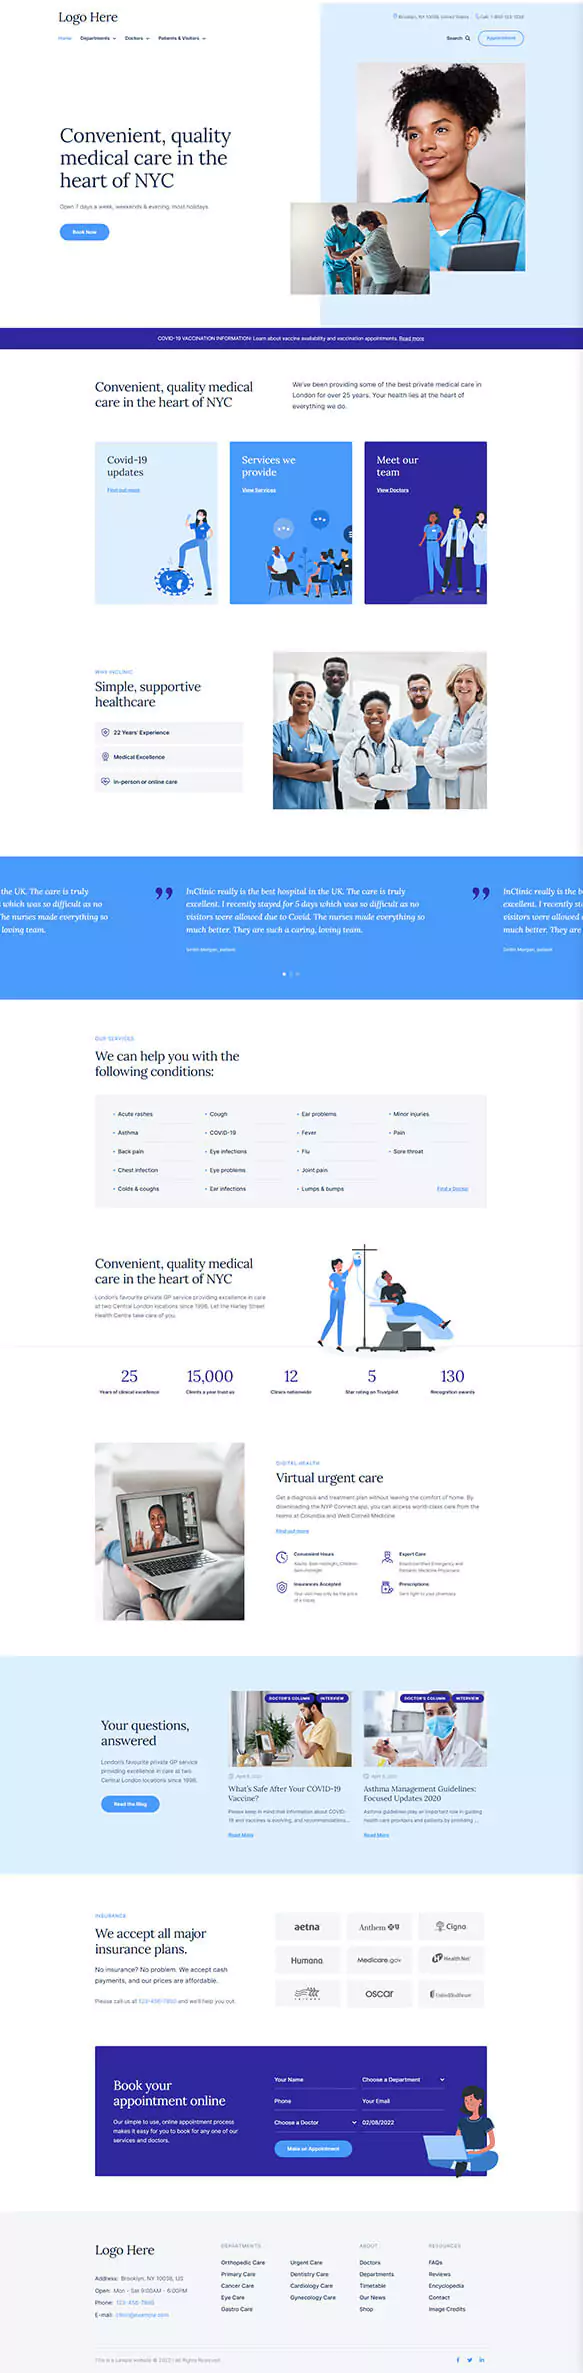 Logo Here
Brooklyn, NY 10036, United States
Home Departments Doctors Patients & Visitors
Search Appointment
Convenient, quality
medical care in the
heart of NYC
Open 7 days a week, weekends & evening, most holidays.
Book Now
COVID-19 VACCINATION INFORMATION: Learn about vaccine availability and vaccination appointments. Read more
Convenient, quality medical
care in the heart of NYC
We've been providing some of the best private medical care in
London for over 25 years. Your health lies at the heart of
everything we do.
Covid-19
updates
Find out more
Services we
provide
View Services
Meet our
team
View Doctors
WHY INCLINIC
Simple, supportive
healthcare
22 Years' Experience
Medical Excellence
In-person or online care
the UK. The care is truly
which was so difficult as no
The nurses made everything so
loving team.
InClinic really is the best hospital in the UK. The care is truly
excellent. I recently stayed for 5 days which was so difficult as no
visitors were allowed due to Covid. The nurses made everything so
much better. They are such a caring, loving team.
Smith Morgan, patient
InClinic really is the b
excellent. I recently st
visitors were allowed
much better. They are
Smith Morgan, patient
OUR SERVICES
We can help you with the
following conditions:
Acute rashes Cough Ear problems Minor injuries
Asthma COVID-19 Fever Pain
Back pain Eye infections Flu Sore throat
Chest infection Eye problems Joint pain
Colds & coughs Ear infections Lumps & bumps Find a Doctor
Convenient, quality medical
care in the heart of NYC
London's favourite private GP service providing excellence in care
at two Central London locations since 1996. Let the Harley Street
Health Centre take care of you.
25 15,000 12 5 130
Years of clinical excellence Clients a year trust us Clinics nationwide Star rating on Trustpilot Recognition awards
DIGITAL HEALTH
Virtual urgent care
Get a diagnosis and treatment plan without leaving the comfort of home. By
downloading the NYP Connect app, you can access world-class care from the
teams at Columbia and Weill Cornell Medicine
Find out more
Convenient Hours
Expert Care
Insurances Accepted
Prescriptions
Sent right to your pharmacy
DOCTOR'S COLUMN INTERVIEW
DOCTOR'S COLUMN INTERVIEW
Your questions,
answered
London's favourite private GP service
providing excellence in care at two
Central London locations since 1996.
Read the Blog
What's Safe After Your COVID-19
Vaccine?
Please keep in mind that information about COVID-
19 and vaccines is evolving, and recommendations...
Read More
Asthma Management Guidelines:
Focused Updates 2020
Asthma guidelines play an important role in guiding
health care providers and patients by providing ...
Read More
INSURANCE
We accept all major
insurance plans.
No insurance? No problem. We accept cash
payments, and our prices are affordable.
Please call us at 123-456-7890 and we'll help you out.
aetna Anthem Cigna
Humana Medicare.gov Health Net
TRICARE oscar UnitedHealthcare
Book your
appointment online
Our simple to use, online appointment process
makes it easy for you to book for any one of our
services and doctors.
Your Name Choose a Department
Phone Your Email
Choose a Doctor 02/08/2022
Make an Appointment
Logo Here
Address: Brooklyn, NY 10036, US
Open: Mon - Sat 9:00AM - 6:00PM
Phone: 123-456-7890
E-mail: clinic@example.com
DEPARTMENTS
Orthopedic Care Urgent Care
Primary Care Dentistry Care
Cancer Care Cardiology Care
Eye Care Gynecology Care
Gastro Care
ABOUT
Doctors
Departments
Timetable
Our News
Shop
RESOURCES
FAQs
Reviews
Encyclopedia
Contact
Image Credits
This is a sample website © 2022 | All Rights Reserved